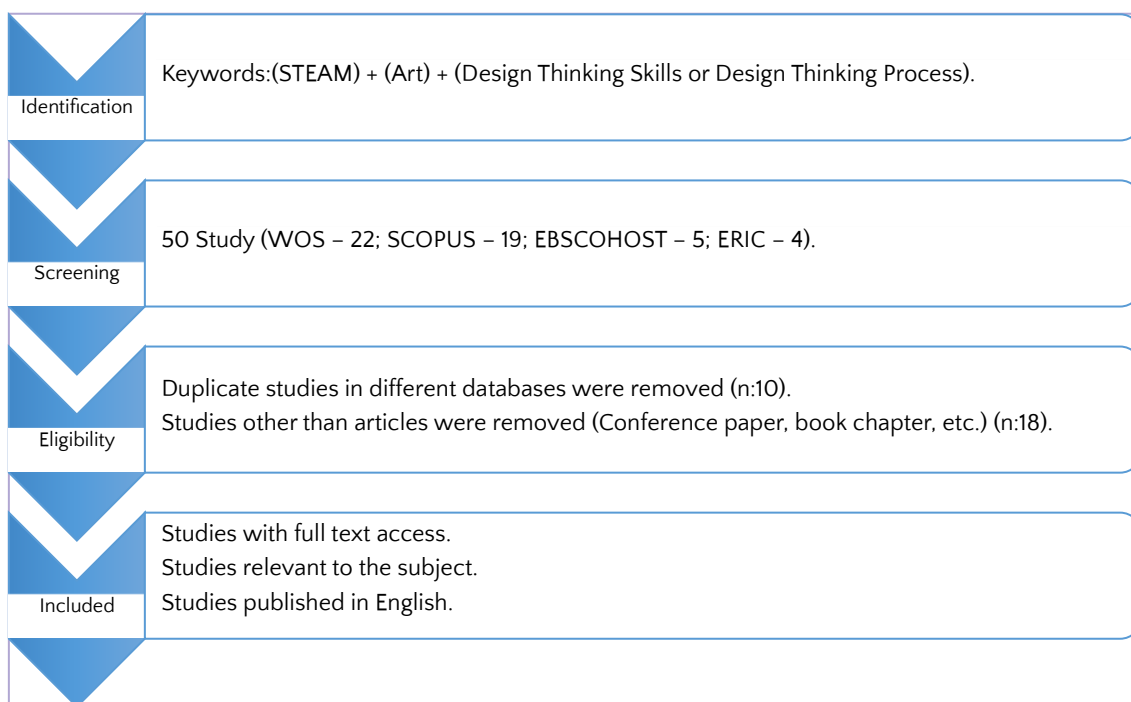 Keywords:(STEAM) + (Art) + (Design Thinking Skills or Design Thinking Process).
Identification
50 Study (WOS – 22; SCOPUS – 19; EBSCOHOST – 5; ERIC – 4).
Screening
Duplicate studies in different databases were removed (n:10).
Studies other than articles were removed (Conference paper, book chapter, etc.) (n:18).
Eligibility
Studies with full text access.
Studies relevant to the subject.
Studies published in English.
Included